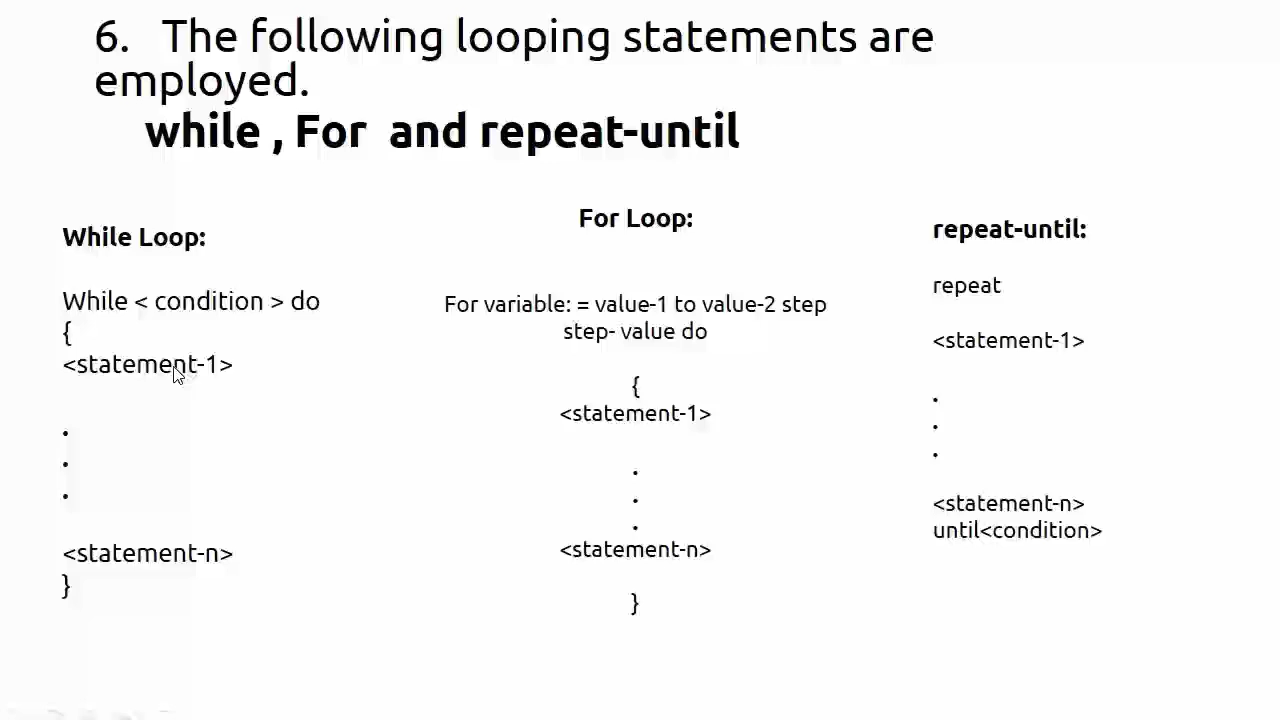 6. The following looping statements are
employed.
while , For and repeat-until
While Loop:
While < condition > do
{
<statement-1>
.
.
.
<statement-n>
}
For Loop:
For variable: = value-1 to value-2 step
step- value do
{
<statement-1>
.
.
.
<statement-n>
}
repeat-until:
repeat
<statement-1>
.
.
.
<statement-n>
until<condition>